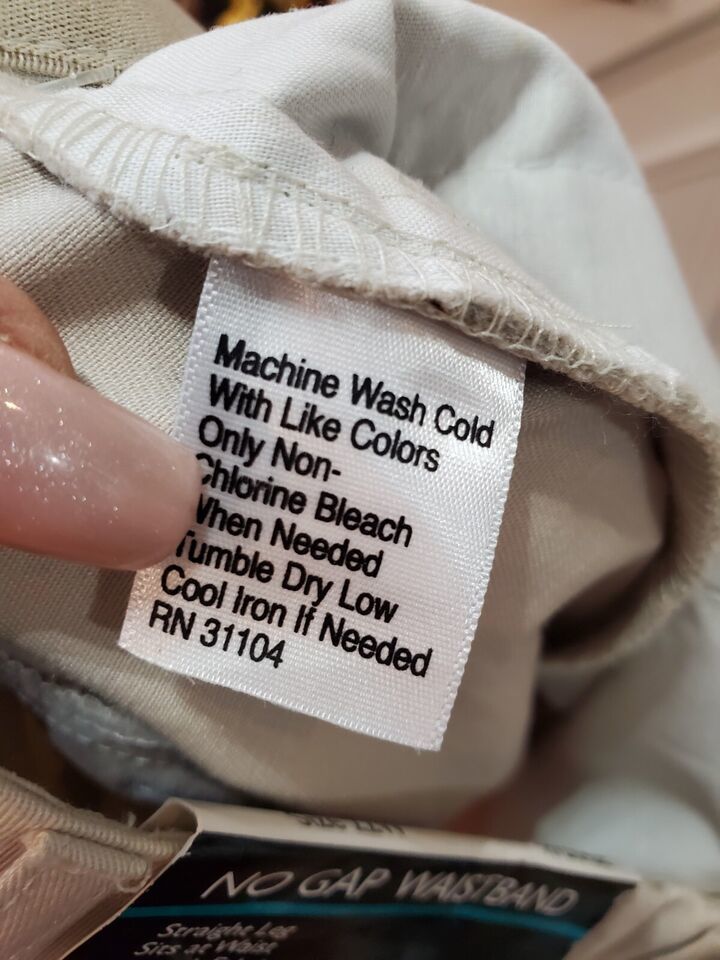 Machine Wash Cold
With Like Colors
Only Non-
Chlorine Bleach
When Needed
Tumble Dry Low
Cool Iron If Needed
RN 31104
NO GAP WAISTBAND
Straight Leg
Sits at Waist